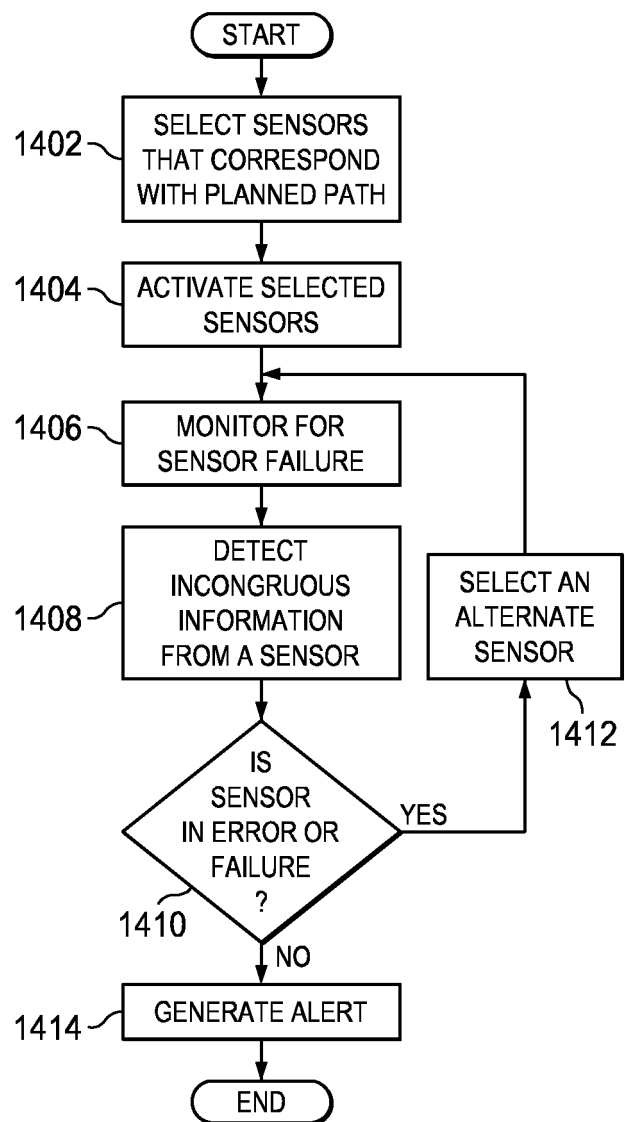 START
1402
SELECT SENSORS
THAT CORRESPOND
WITH PLANNED PATH
1404
ACTIVATE SELECTED
SENSORS
1406
MONITOR FOR
SENSOR FAILURE
1408
DETECT
INCONGRUOUS
INFORMATION
FROM A SENSOR
SELECT AN
ALTERNATE
SENSOR
1412
IS
SENSOR
IN ERROR OR
FAILURE
?
YES
1410
NO
1414
GENERATE ALERT
END